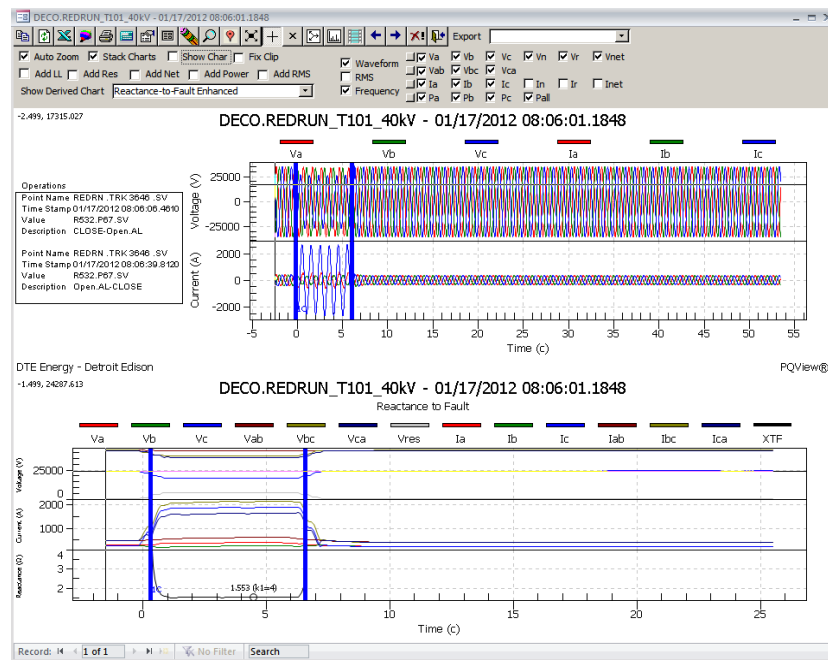 DECO.REDRUN_T101_40kV - 01/17/2012 08:06:01.1848
Export
Auto Zoom Stack Charts Show Char Fix Clip
Add LL Add Res Add Net Add Power Add RMS
Show Derived Chart Reactance-to-Fault Enhanced
Waveform
RMS
Frequency
Va Vb Vc Vn Vr Vnet
Vab Vbc Vca
Ia Ib Ic In Ir Inet
Pa Pb Pc Pall
-2.499, 17315.027
DECO.REDRUN_T101_40kV - 01/17/2012 08:06:01.1848
Va Vb Vc Ia Ib Ic
Operations
Point Name REDRN .TRK 3646 .SV
Time Stamp 01/17/2012 08:06:06.4610
Value R532.P67.SV
Description CLOSE-Open.AL
Point Name REDRN .TRK 3646 .SV
Time Stamp 01/17/2012 08:06:39.8120
Value R532.P67.SV
Description Open.AL-CLOSE
Voltage (V)
25000
0
-25000
Current (A)
2000
0
-2000
1C
-5 0 5 10 15 20 25 30 35 40 45 50 55
Time (c)
DTE Energy - Detroit Edison
PQView®
-1.499, 24287.613
DECO.REDRUN_T101_40kV - 01/17/2012 08:06:01.1848
Reactance to Fault
Va Vb Vc Vab Vbc Vca Vres Ia Ib Ic Iab Ibc Ica XTF
Voltage (V)
25000
0
Current (A)
2000
1000
Reactance (Ω)
4
3
2
1C
1.553 (k1=4)
0 5 10 15 20 25
Time (c)
Record: 1 of 1 No Filter Search